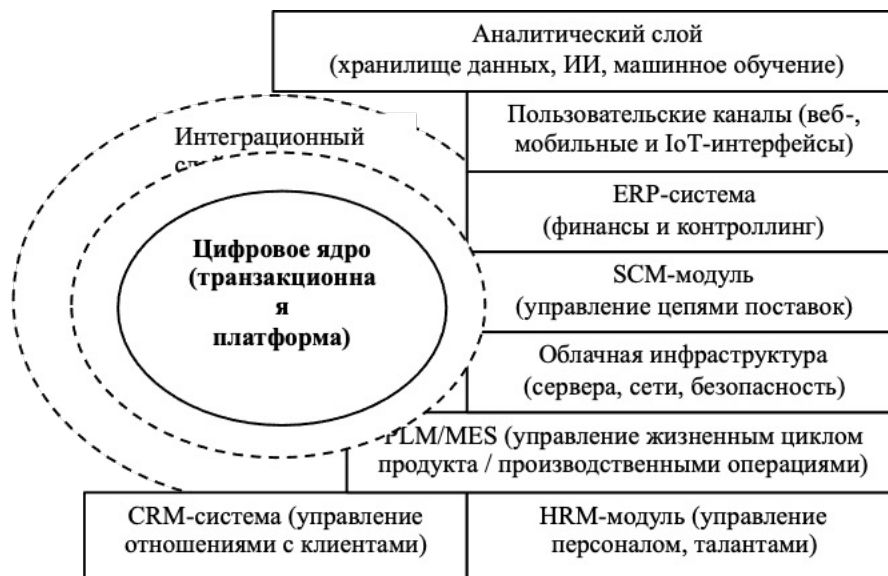 Аналитический слой
(хранилище данных, ИИ, машинное обучение)
Пользовательские каналы (веб-,
мобильные и IoT-интерфейсы)
Интеграционный
ERP-система
(финансы и контроллинг)
Цифровое ядро
(транзакционна
я
платформа)
SCM-модуль
(управление цепями поставок)
Облачная инфраструктура
(сервера, сети, безопасность)
PLM/MES (управление жизненным циклом
продукта / производственными операциями)
CRM-система (управление
отношениями с клиентами)
HRM-модуль (управление
персоналом, талантами)